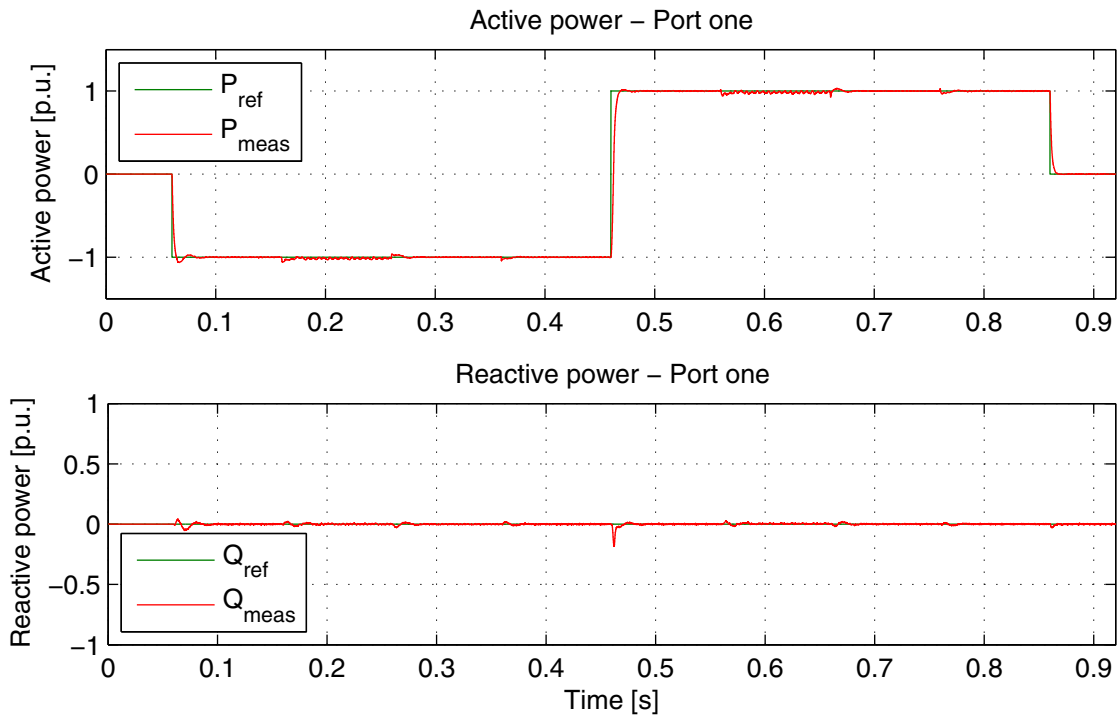 Active power − Port one
Active power [p.u.]
1
0
−1
P_ref
P_meas
0 0.1 0.2 0.3 0.4 0.5 0.6 0.7 0.8 0.9
Reactive power − Port one
Reactive power [p.u.]
1
0.5
0
−0.5
−1
Q_ref
Q_meas
0 0.1 0.2 0.3 0.4 0.5 0.6 0.7 0.8 0.9
Time [s]